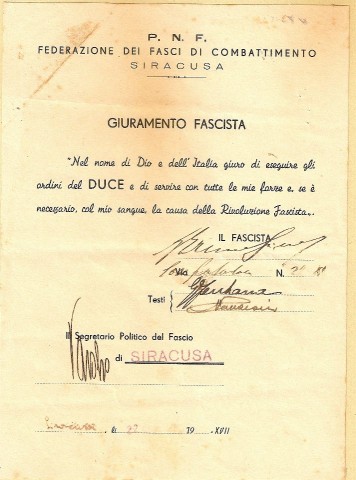 P. N. F.
FEDERAZIONE DEI FASCI DI COMBATTIMENTO
SIRACUSA
GIURAMENTO FASCISTA
"Nel nome di Dio e dell'Italia giuro di eseguire gli
ordini del DUCE e di servire con tutte le mie forze e, se è
necessario, col mio sangue, la causa della Rivoluzione Fascista„.
IL FASCISTA
N.
Testi
Il Segretario Politico del Fascio
di SIRACUSA
19 -XVII